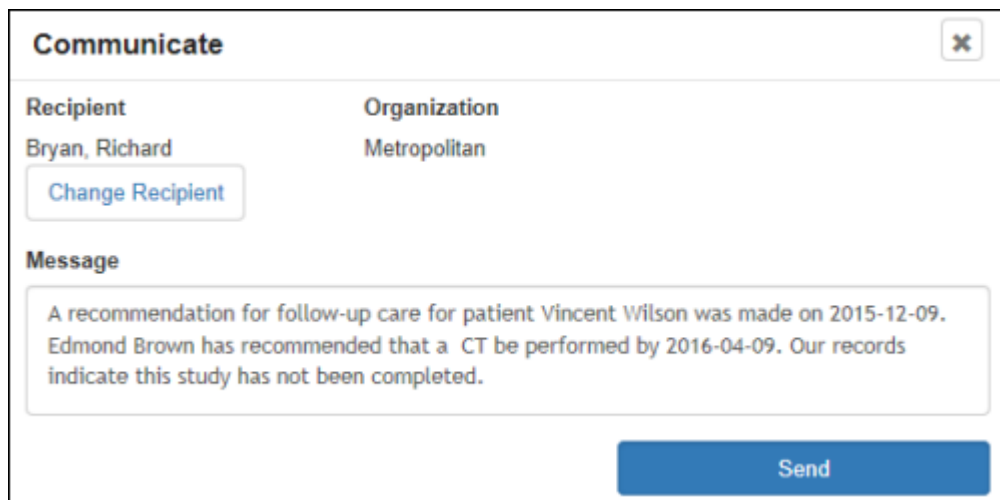 Communicate
Recipient Organization
Bryan, Richard Metropolitan
Change Recipient
Message
A recommendation for follow-up care for patient Vincent Wilson was made on 2015-12-09.
Edmond Brown has recommended that a  CT be performed by 2016-04-09. Our records
indicate this study has not been completed.
Send